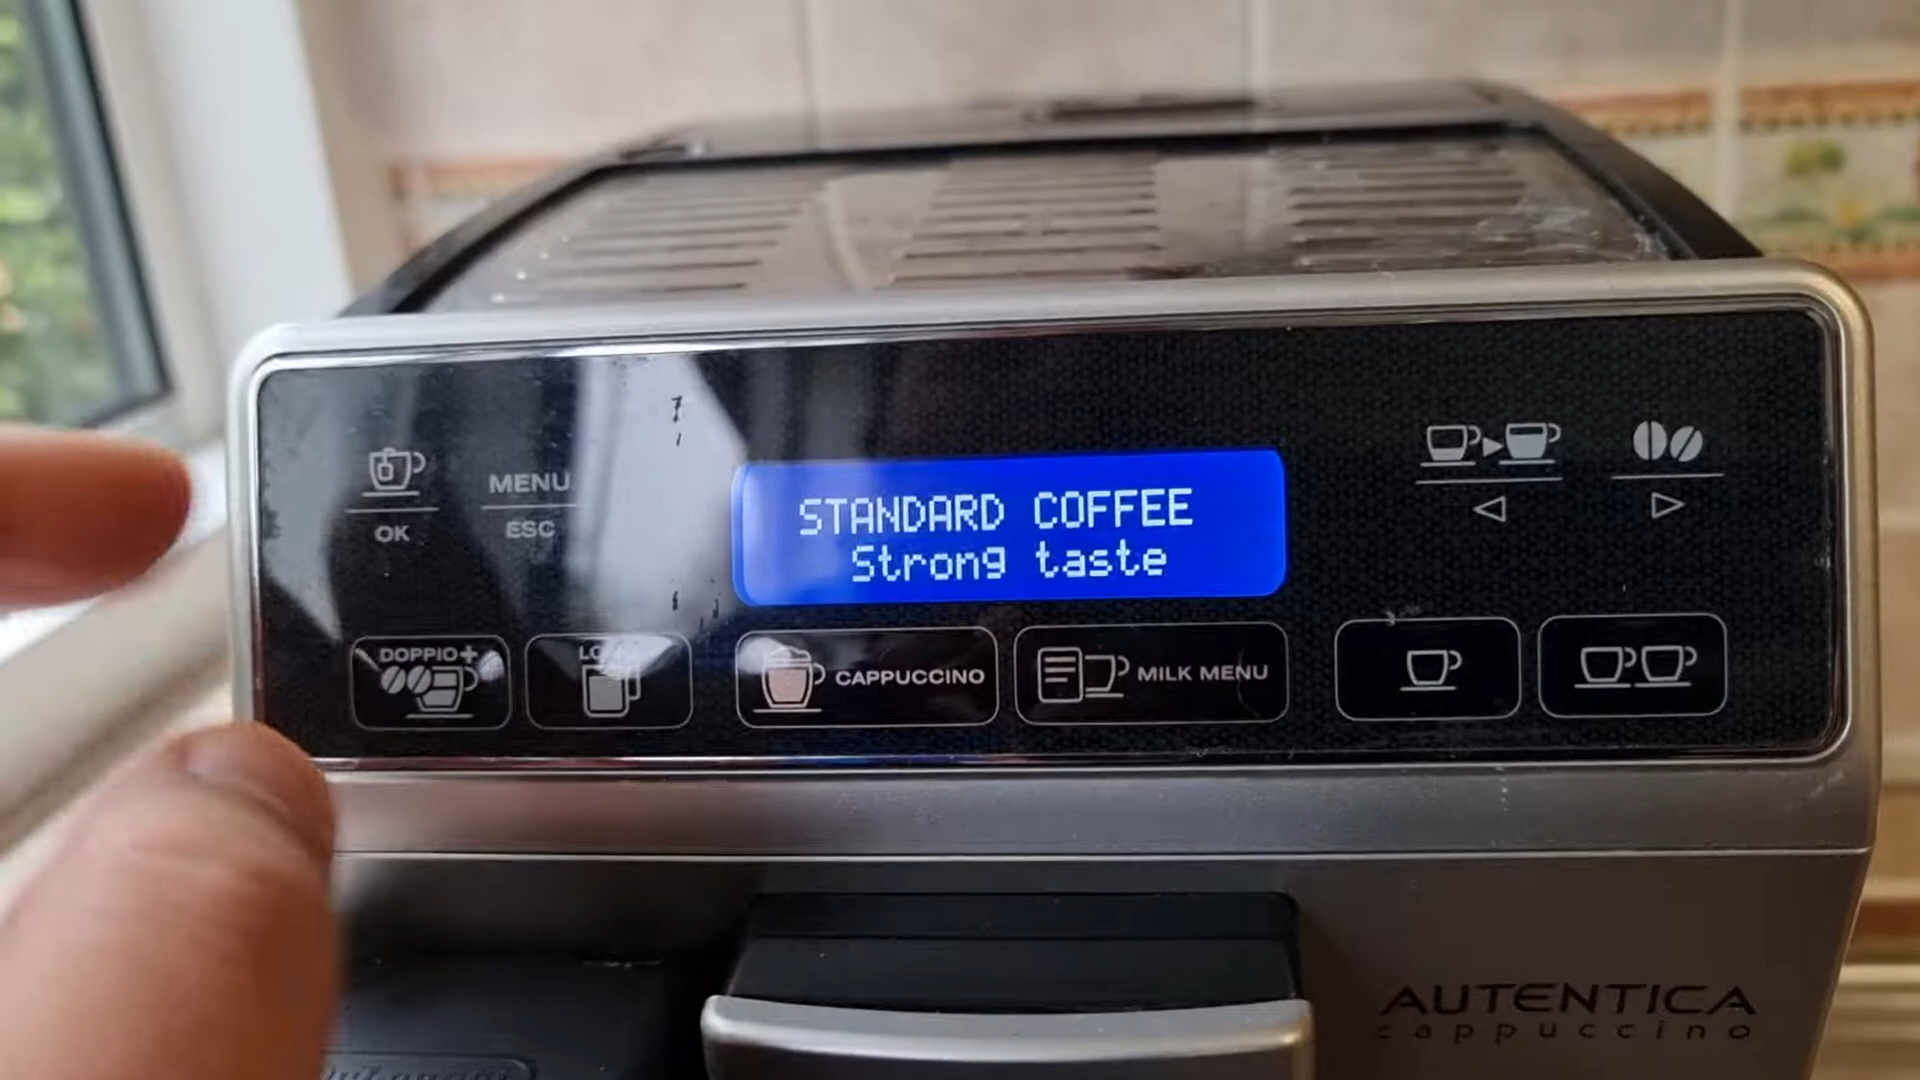 MENU
OK
ESC
STANDARD COFFEE
Strong taste
DOPPIO+
CAPPUCCINO
MILK MENU
AUTENTICA
cappuccino